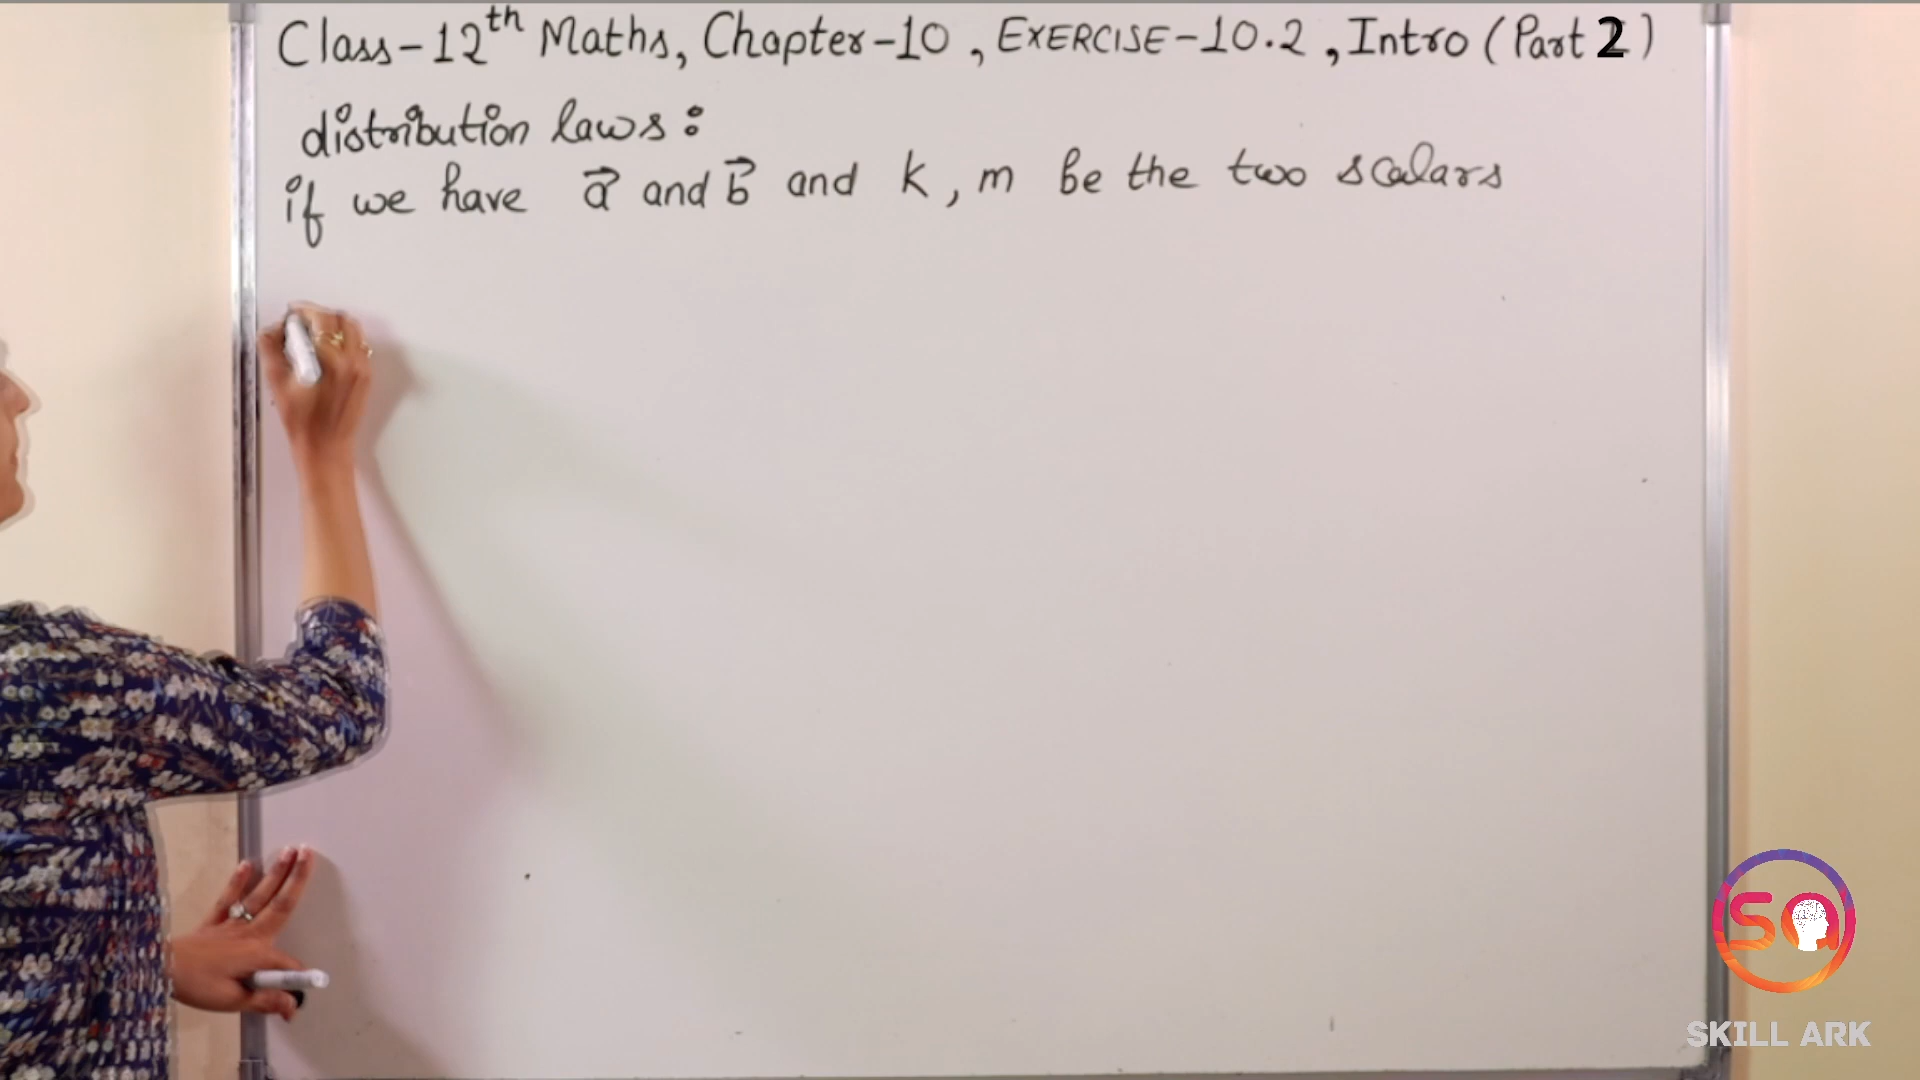 Class-12th Maths, Chapter-10, EXERCISE-10.2, Intro (Part 2)
distribution laws:
if we have a⃗ and b⃗ and k, m be the two scalars
SA
SKILL ARK